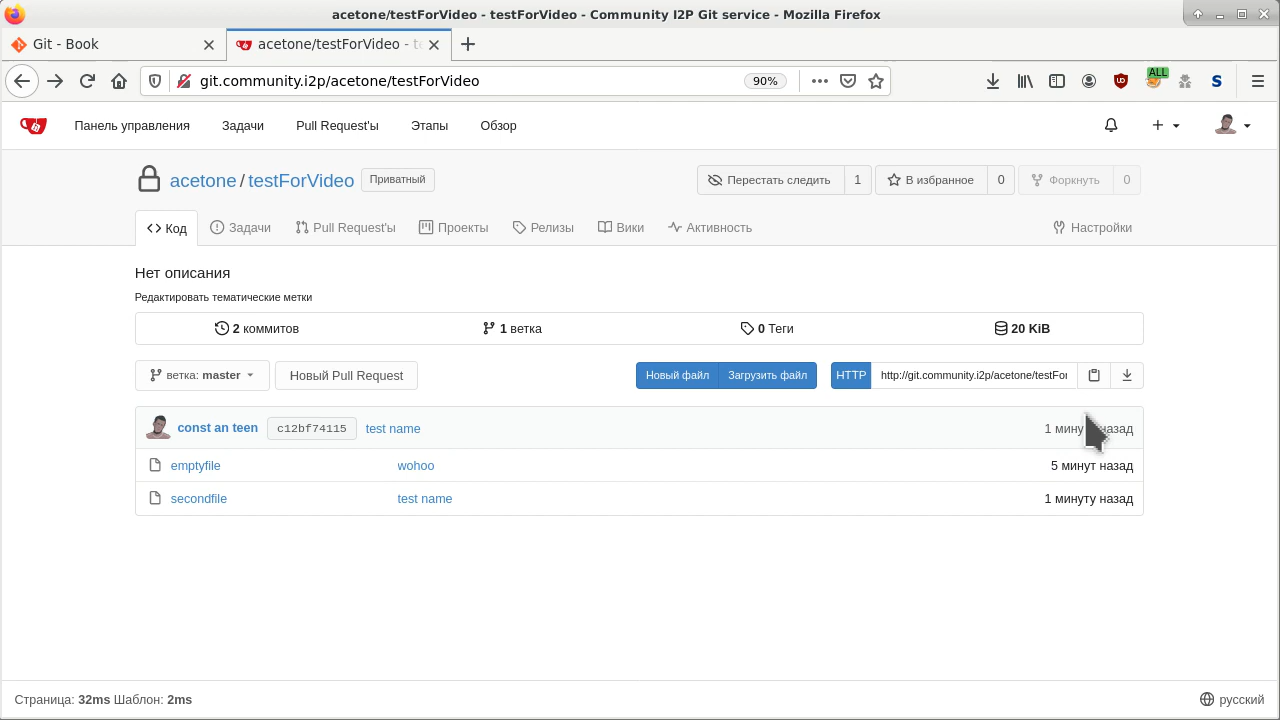 acetone/testForVideo - testForVideo - Community I2P Git service - Mozilla Firefox
Git - Book
acetone/testForVideo -
git.community.i2p/acetone/testForVideo
90%
ALL
Панель управления Задачи Pull Request'ы Этапы Обзор
acetone/testForVideo Приватный
Перестать следить 1 В избранное 0 Форкнуть 0
Код Задачи Pull Request'ы Проекты Релизы Вики Активность Настройки
Нет описания
Редактировать тематические метки
2 коммитов 1 ветка 0 Теги 20 KiB
ветка: master Новый Pull Request Новый файл Загрузить файл HTTP http://git.community.i2p/acetone/testFor
const an teen c12bf74115 test name 1 мин назад
emptyfile wohoo 5 минут назад
secondfile test name 1 минуту назад
Страница: 32ms Шаблон: 2ms русский